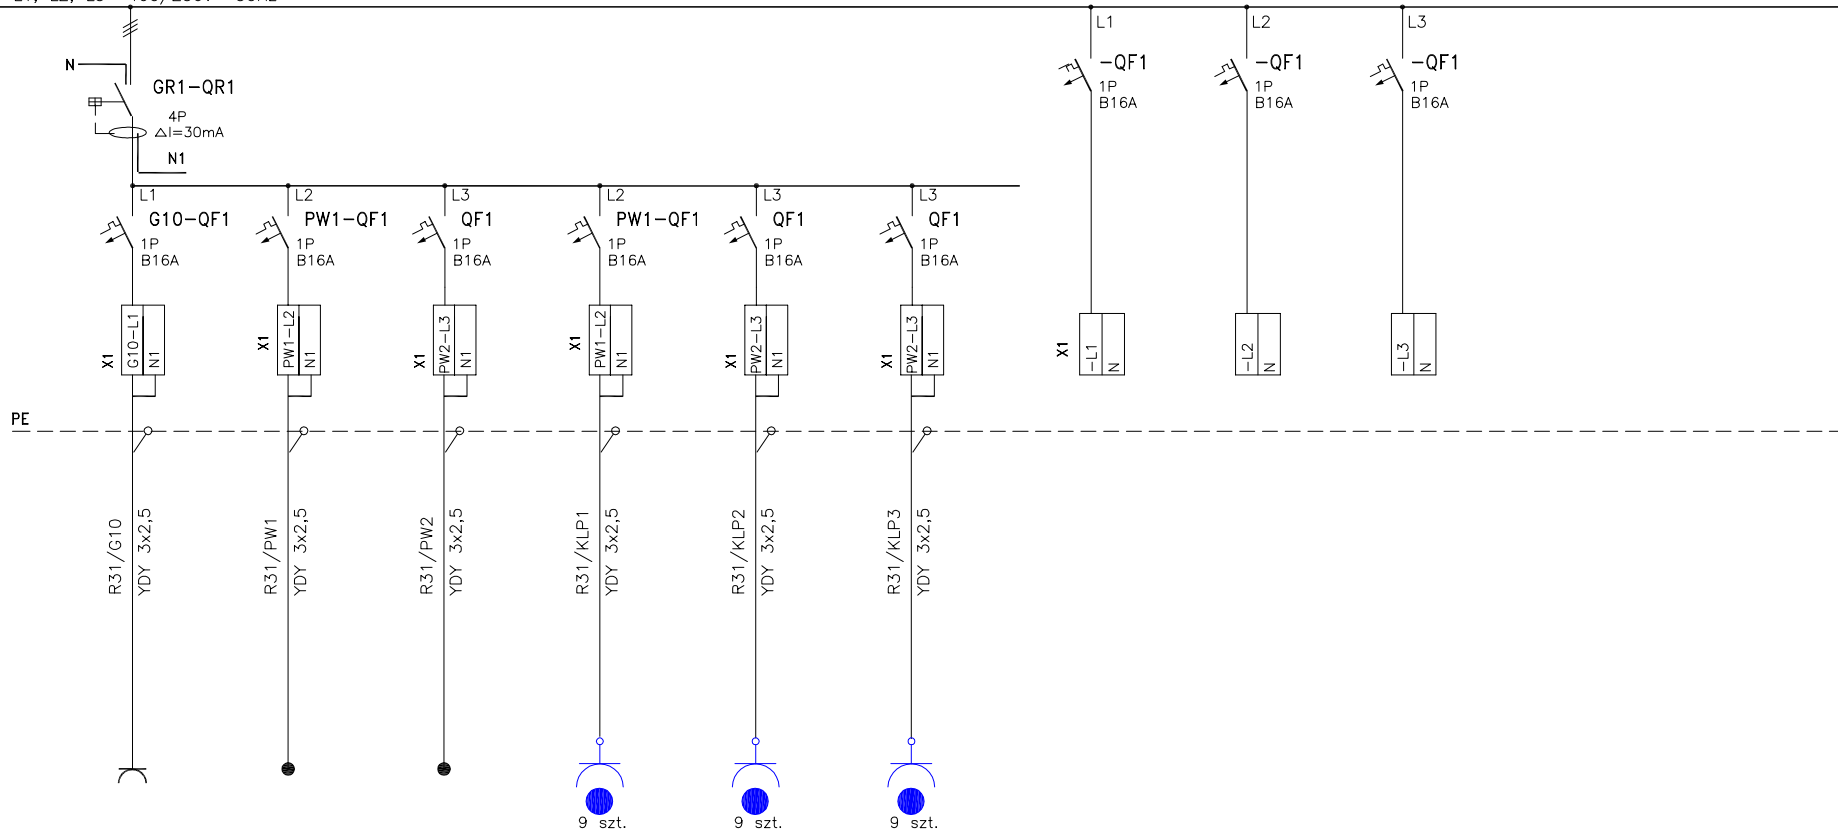 L1
L2
L3
-QF1
1P
B16A
-QF1
1P
B16A
-QF1
1P
B16A
N
GR1-QR1
4P
△I=30mA
N1
L1
L2
L3
L2
L3
L3
G10-QF1
1P
B16A
PW1-QF1
1P
B16A
QF1
1P
B16A
PW1-QF1
1P
B16A
QF1
1P
B16A
QF1
1P
B16A
X1
G10-L1
N1
X1
PW1-L2
N1
X1
PW2-L3
N1
X1
PW1-L2
N1
X1
PW2-L3
N1
X1
PW2-L3
N1
X1
-L1
N
-L2
N
-L3
N
PE
R31/G10
YDY 3x2,5
R31/PW1
YDY 3x2,5
R31/PW2
YDY 3x2,5
R31/KLP1
YDY 3x2,5
R31/KLP2
YDY 3x2,5
R31/KLP3
YDY 3x2,5
9 szt.
9 szt.
9 szt.